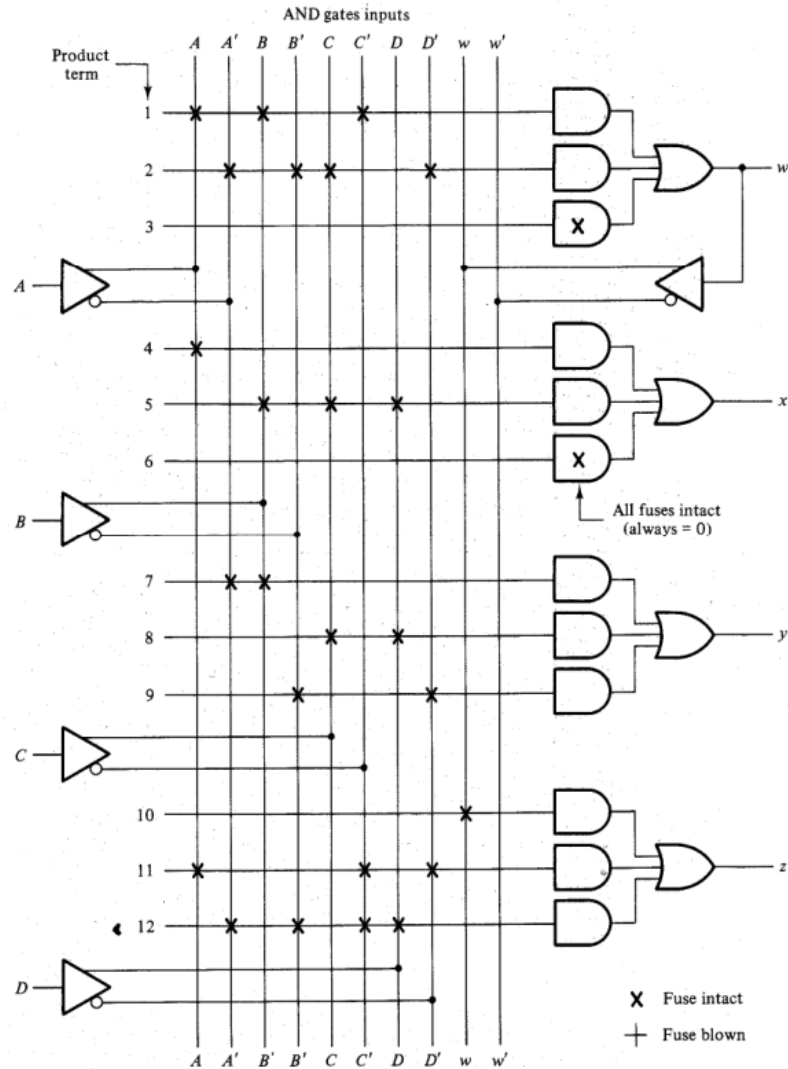 AND gates inputs
A A' B B' C C' D D' w w'
Product
term
1
2
w
3
A
4
5
x
6
All fuses intact
(always = 0)
B
7
8
y
9
C
10
11
z
12
D
X Fuse intact
+ Fuse blown
A A' B' B' C C' D D' w w'